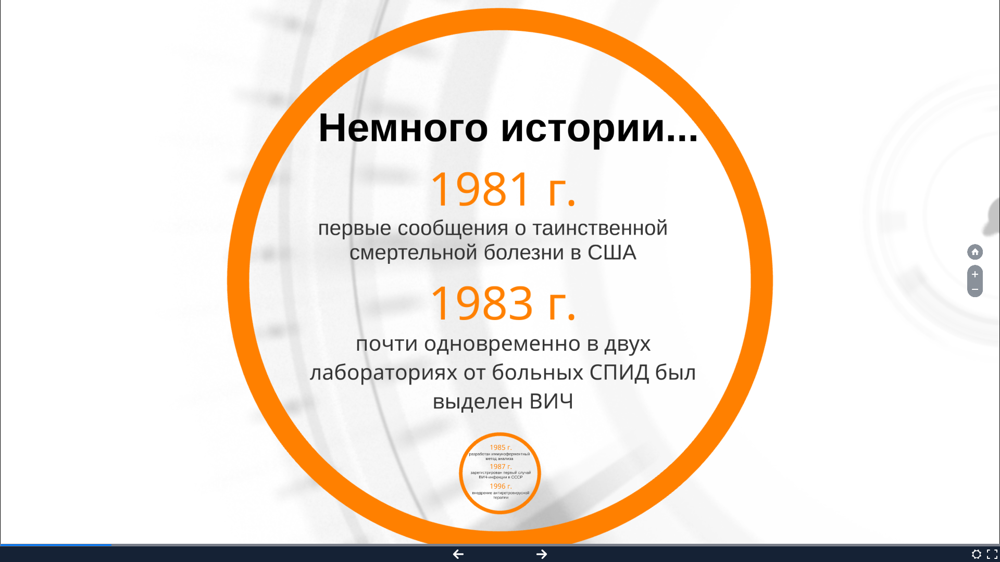 Немного истории...
1981 г.
первые сообщения о таинственной
смертельной болезни в США
1983 г.
почти одновременно в двух
лабораториях от больных СПИД был
выделен ВИЧ
1985 г.
разработан иммуноферментный
метод анализа
1987 г.
зарегистрирован первый случай
ВИЧ-инфекции в СССР
1996 г.
внедрение антиретровирусной
терапии